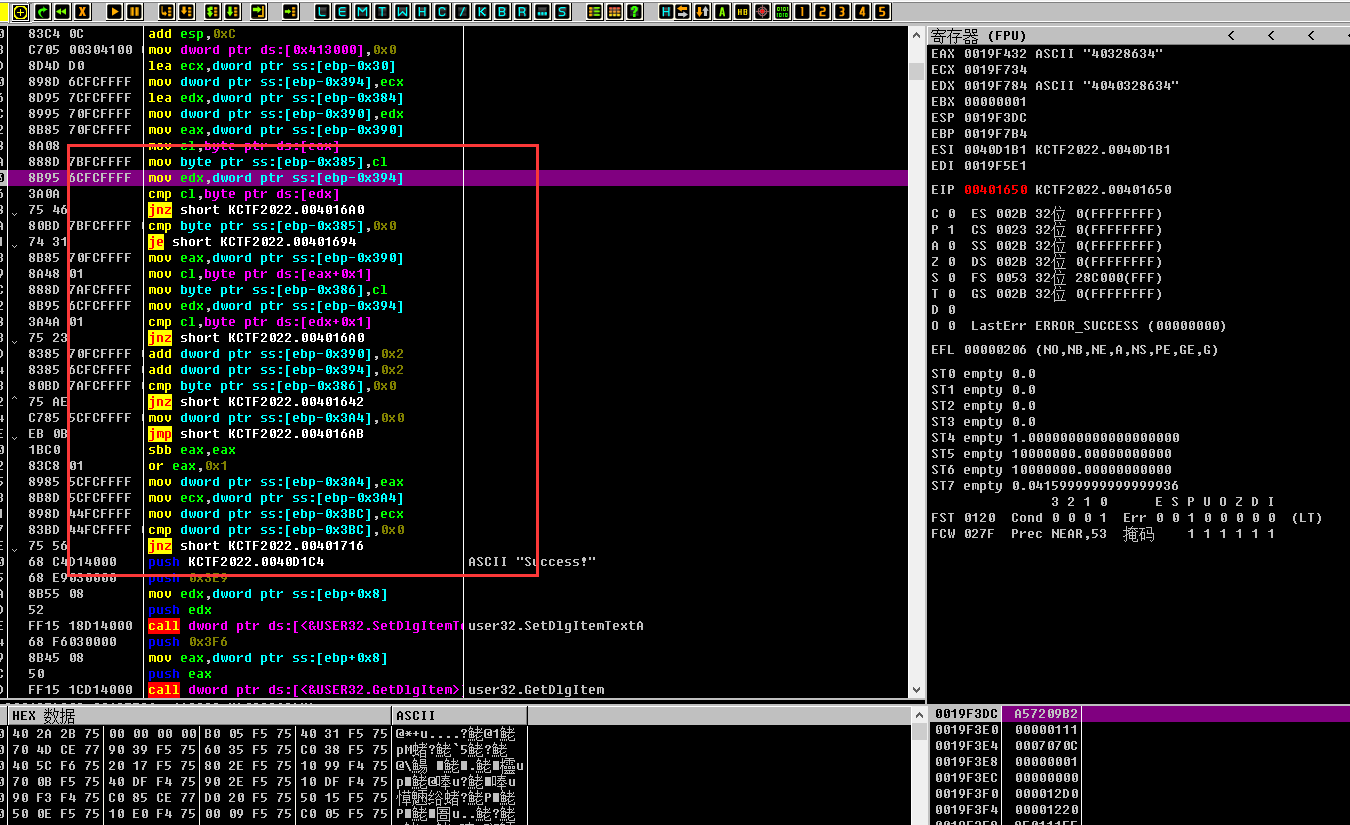 L E M T W H C / K B R ... S
83C4 0C add esp,0xC
C705 00304100 mov dword ptr ds:[0x413000],0x0
8D4D D0 lea ecx,dword ptr ss:[ebp-0x30]
898D 6CFCFFFF mov dword ptr ss:[ebp-0x394],ecx
8D95 7CFCFFFF lea edx,dword ptr ss:[ebp-0x384]
8995 70FCFFFF mov dword ptr ss:[ebp-0x390],edx
8B85 70FCFFFF mov eax,dword ptr ss:[ebp-0x390]
8A08 mov cl,byte ptr ds:[eax]
888D 7BFCFFFF mov byte ptr ss:[ebp-0x385],cl
8B95 6CFCFFFF mov edx,dword ptr ss:[ebp-0x394]
3A0A cmp cl,byte ptr ds:[edx]
75 46 jnz short KCTF2022.004016A0
80BD 7BFCFFFF cmp byte ptr ss:[ebp-0x385],0x0
74 31 je short KCTF2022.00401694
8B85 70FCFFFF mov eax,dword ptr ss:[ebp-0x390]
8A48 01 mov cl,byte ptr ds:[eax+0x1]
888D 7AFCFFFF mov byte ptr ss:[ebp-0x386],cl
8B95 6CFCFFFF mov edx,dword ptr ss:[ebp-0x394]
3A4A 01 cmp cl,byte ptr ds:[edx+0x1]
75 23 jnz short KCTF2022.004016A0
8385 70FCFFFF add dword ptr ss:[ebp-0x390],0x2
8385 6CFCFFFF add dword ptr ss:[ebp-0x394],0x2
80BD 7AFCFFFF cmp byte ptr ss:[ebp-0x386],0x0
75 AE jnz short KCTF2022.00401642
C785 5CFCFFFF mov dword ptr ss:[ebp-0x3A4],0x0
EB 0B jmp short KCTF2022.004016AB
1BC0 sbb eax,eax
83C8 01 or eax,0x1
8985 5CFCFFFF mov dword ptr ss:[ebp-0x3A4],eax
8B8D 5CFCFFFF mov ecx,dword ptr ss:[ebp-0x3A4]
898D 44FCFFFF mov dword ptr ss:[ebp-0x3BC],ecx
83BD 44FCFFFF cmp dword ptr ss:[ebp-0x3BC],0x0
75 56 jnz short KCTF2022.00401716
68 C4D14000 push KCTF2022.0040D1C4 ASCII "Success!"
68 E9030000 push 0x3E9
8B55 08 mov edx,dword ptr ss:[ebp+0x8]
52 push edx
FF15 18D14000 call dword ptr ds:[<&USER32.SetDlgItemT user32.SetDlgItemTextA
68 F6030000 push 0x3F6
8B45 08 mov eax,dword ptr ss:[ebp+0x8]
50 push eax
FF15 1CD14000 call dword ptr ds:[<&USER32.GetDlgItem> user32.GetDlgItem
寄存器 (FPU) < < <
EAX 0019F432 ASCII "40328634"
ECX 0019F734
EDX 0019F784 ASCII "4040328634"
EBX 00000001
ESP 0019F3DC
EBP 0019F7B4
ESI 0040D1B1 KCTF2022.0040D1B1
EDI 0019F5E1
EIP 00401650 KCTF2022.00401650
C 0 ES 002B 32位 0(FFFFFFFF)
P 1 CS 0023 32位 0(FFFFFFFF)
A 0 SS 002B 32位 0(FFFFFFFF)
Z 0 DS 002B 32位 0(FFFFFFFF)
S 0 FS 0053 32位 28C000(FFF)
T 0 GS 002B 32位 0(FFFFFFFF)
D 0
O 0 LastErr ERROR_SUCCESS (00000000)
EFL 00000206 (NO,NB,NE,A,NS,PE,GE,G)
ST0 empty 0.0
ST1 empty 0.0
ST2 empty 0.0
ST3 empty 0.0
ST4 empty 1.0000000000000000000
ST5 empty 10000000.00000000000
ST6 empty 10000000.00000000000
ST7 empty 0.0415999999999999936
3 2 1 0 E S P U O Z D I
FST 0120 Cond 0 0 0 1 Err 0 0 1 0 0 0 0 0 (LT)
FCW 027F Prec NEAR,53 掩码 1 1 1 1 1 1
HEX 数据 ASCII
40 2A 2B 75 00 00 00 00 B0 05 F5 75 40 31 F5 75
70 4D CE 77 90 39 F5 75 60 35 F5 75 C0 38 F5 75
40 5C F6 75 20 17 F5 75 80 2E F5 75 10 99 F4 75
70 0B F5 75 40 DF F4 75 90 2E F5 75 10 DF F4 75
90 F3 F4 75 C0 85 CE 77 D0 20 F5 75 50 15 F5 75
50 0E F5 75 10 E0 F4 75 00 09 F5 75 C0 05 F5 75
0019F3DC A57209B2
0019F3E0 00000111
0019F3E4 0007070C
0019F3E8 00000001
0019F3EC 00000000
0019F3F0 000012D0
0019F3F4 00001220